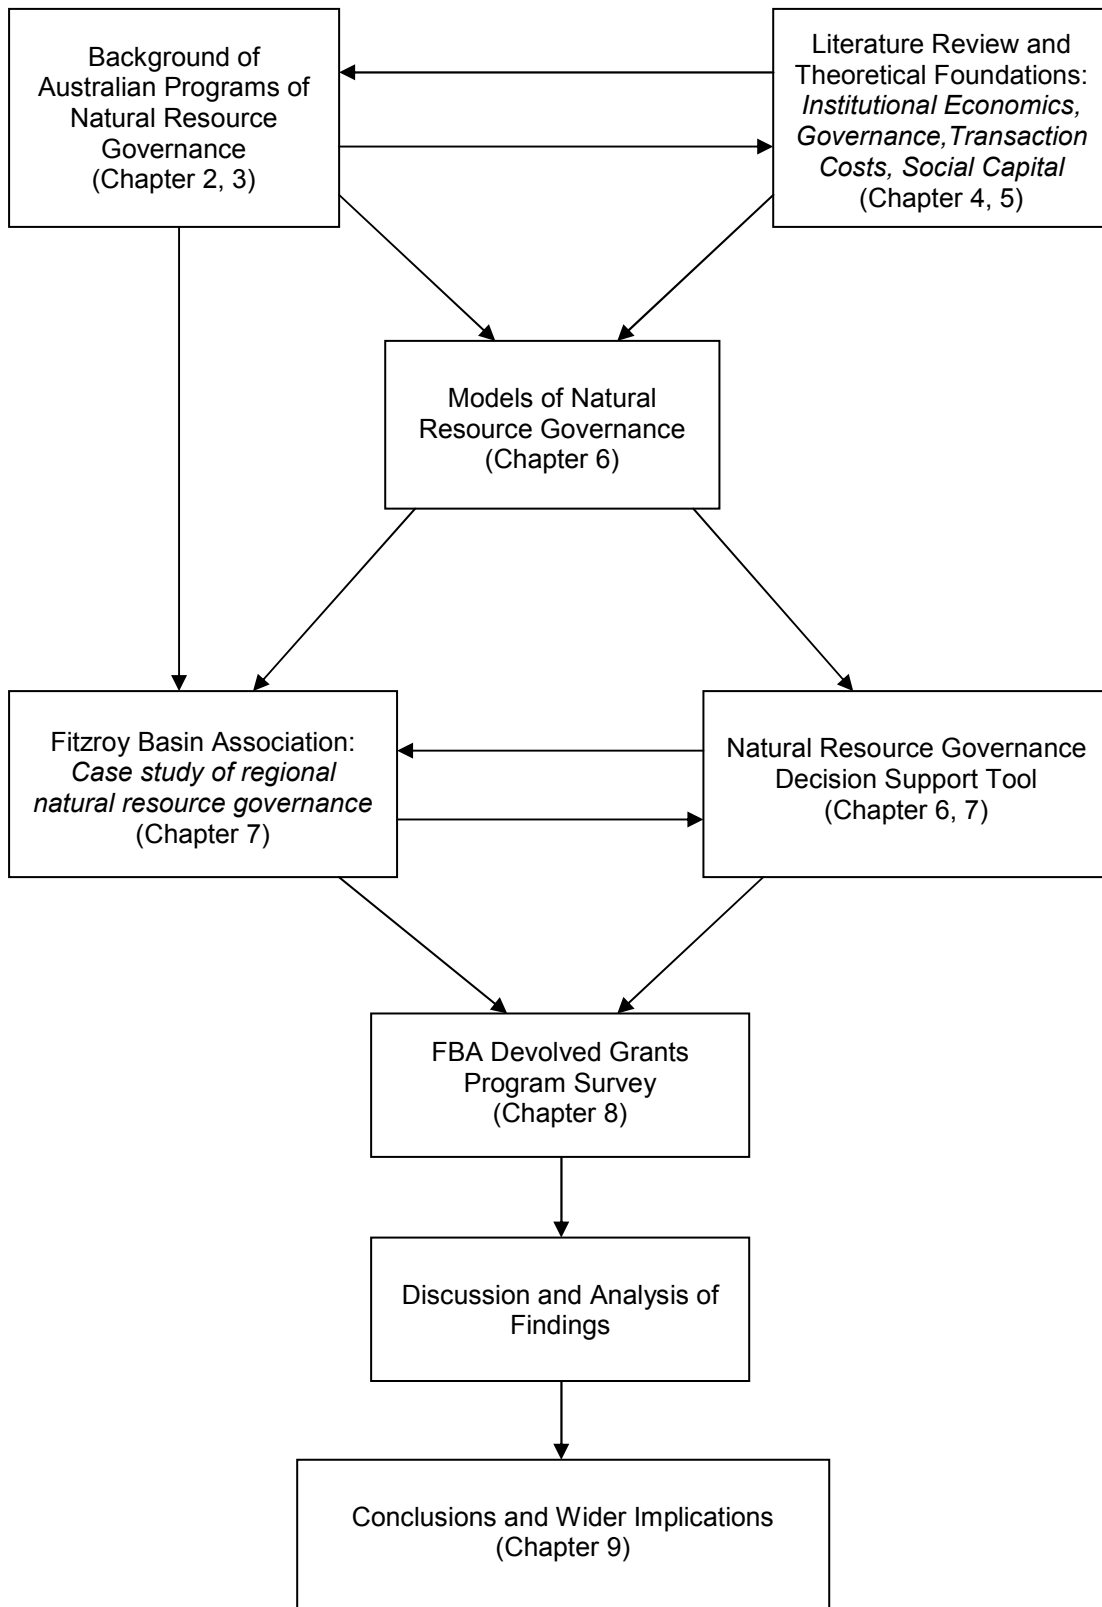 Background of
Australian Programs of
Natural Resource
Governance
(Chapter 2, 3)
Literature Review and
Theoretical Foundations:
Institutional Economics,
Governance,Transaction
Costs, Social Capital
(Chapter 4, 5)
Models of Natural
Resource Governance
(Chapter 6)
Fitzroy Basin Association:
Case study of regional
natural resource governance
(Chapter 7)
Natural Resource Governance
Decision Support Tool
(Chapter 6, 7)
FBA Devolved Grants
Program Survey
(Chapter 8)
Discussion and Analysis of
Findings
Conclusions and Wider Implications
(Chapter 9)